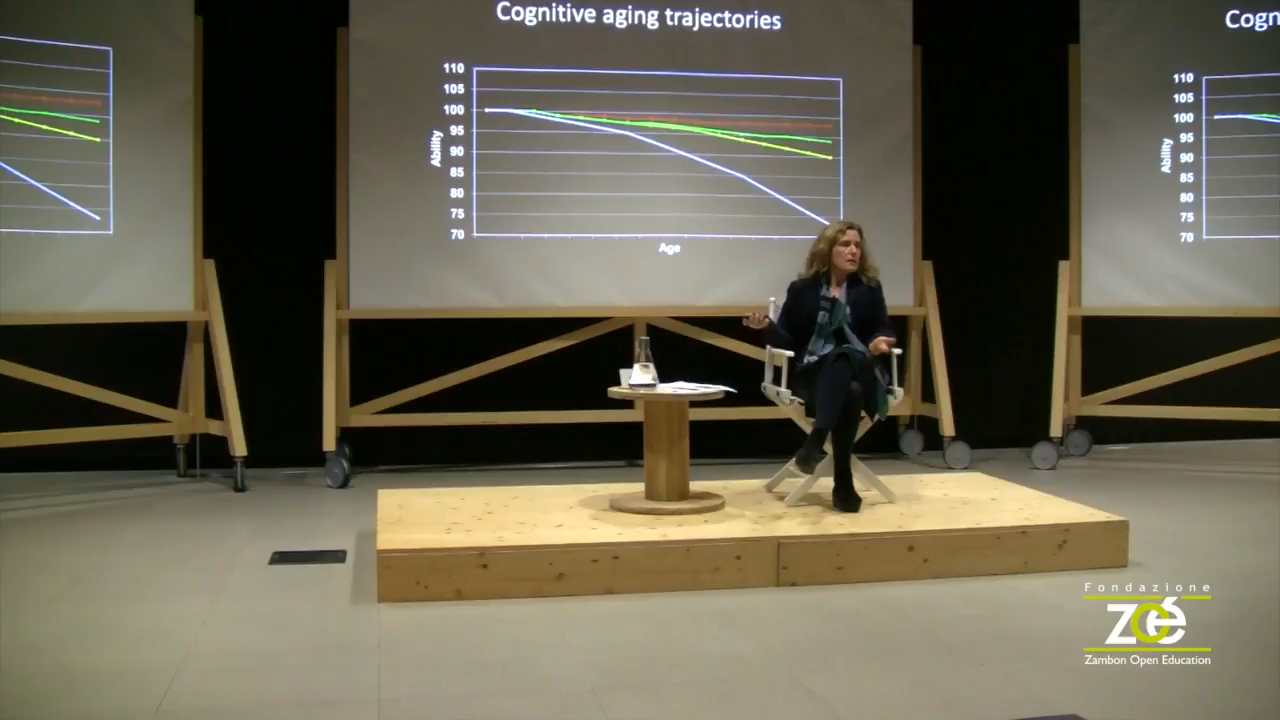 Cognitive aging trajectories
110
105
100
95
90
85
80
75
70
Ability
Age
Cogn
110
105
100
95
90
85
80
75
70
Ability
Fondazione
zoé
Zambon Open Education